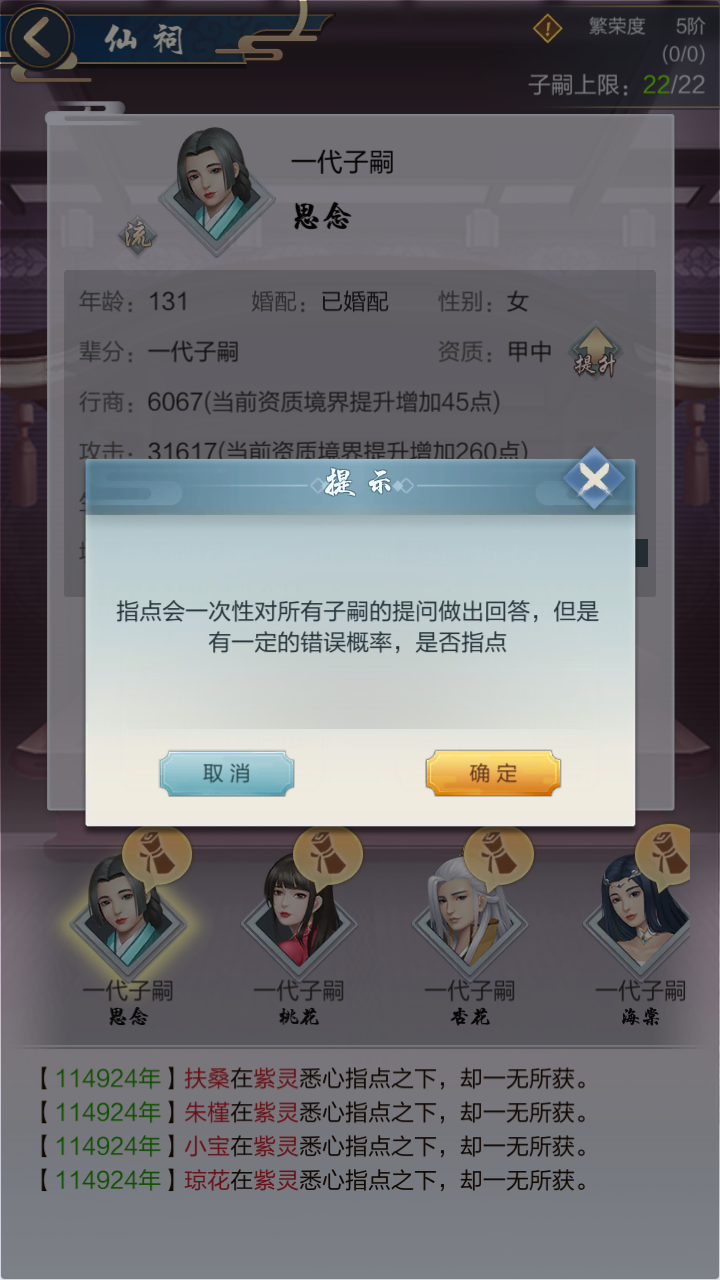 仙祠
繁荣度 5阶
(0/0)
子嗣上限：22/22
一代子嗣
思念
流
年龄：131 婚配：已婚配 性别：女
辈分：一代子嗣 资质：甲中 提升
行商：6067(当前资质境界提升增加45点)
攻击：31617(当前资质境界提升增加260点)
提示
指点会一次性对所有子嗣的提问做出回答，但是
有一定的错误概率，是否指点
取消 确定
一代子嗣 一代子嗣 一代子嗣 一代子嗣
思念 桃花 杏花 海棠
【114924年】扶桑在紫灵悉心指点之下，却一无所获。
【114924年】朱槿在紫灵悉心指点之下，却一无所获。
【114924年】小宝在紫灵悉心指点之下，却一无所获。
【114924年】琼花在紫灵悉心指点之下，却一无所获。